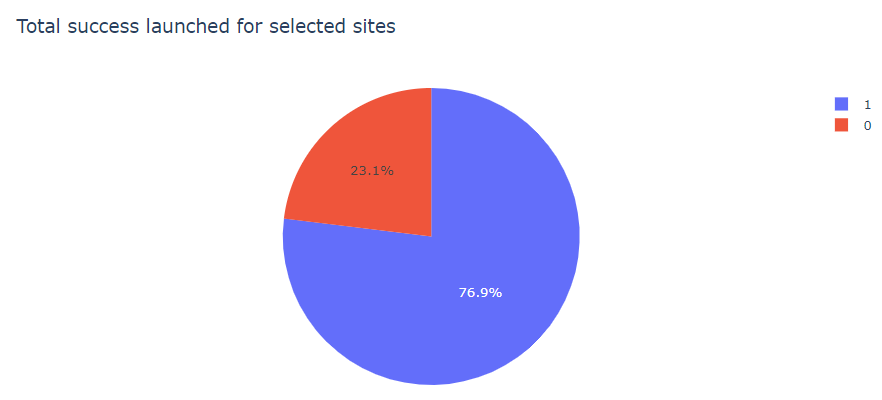 Total success launched for selected sites
1
0
23.1%
76.9%